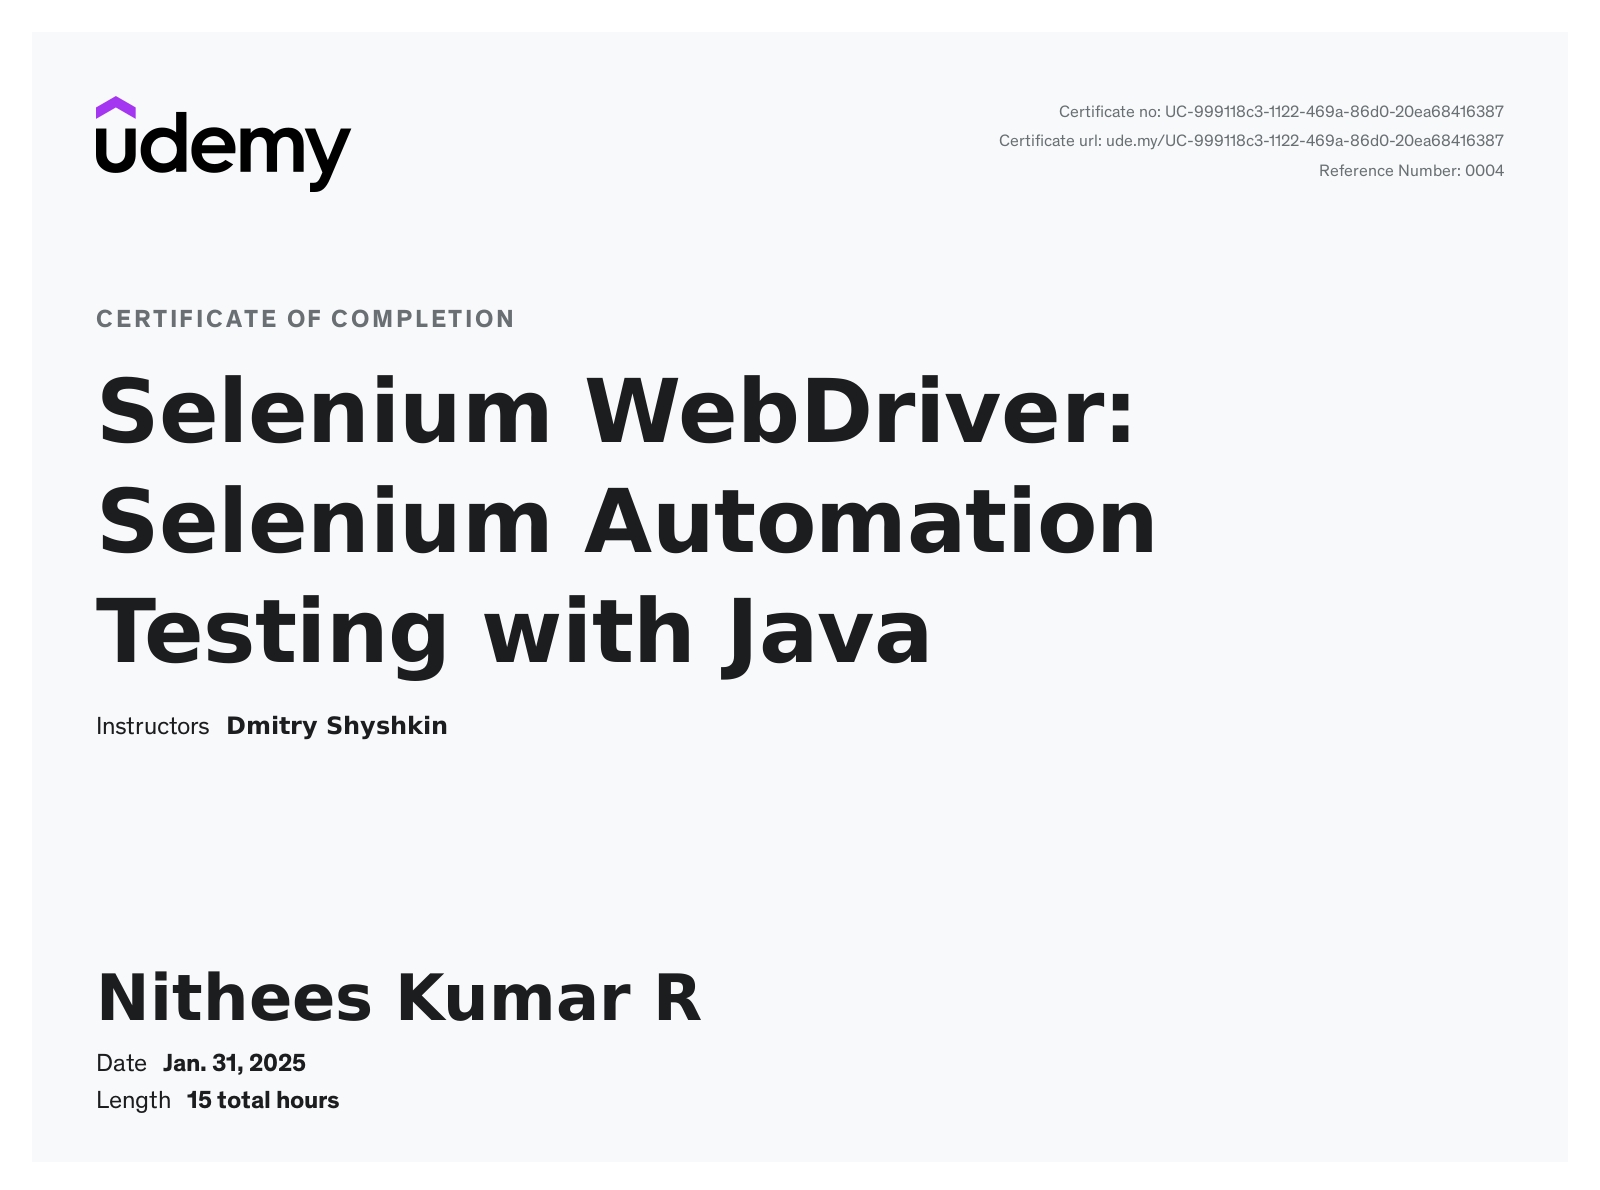 udemy
Certificate no: UC-999118c3-1122-469a-86d0-20ea68416387
Certificate url: ude.my/UC-999118c3-1122-469a-86d0-20ea68416387
Reference Number: 0004
CERTIFICATE OF COMPLETION
Selenium WebDriver:
Selenium Automation
Testing with Java
Instructors Dmitry Shyshkin
Nithees Kumar R
Date Jan. 31, 2025
Length 15 total hours